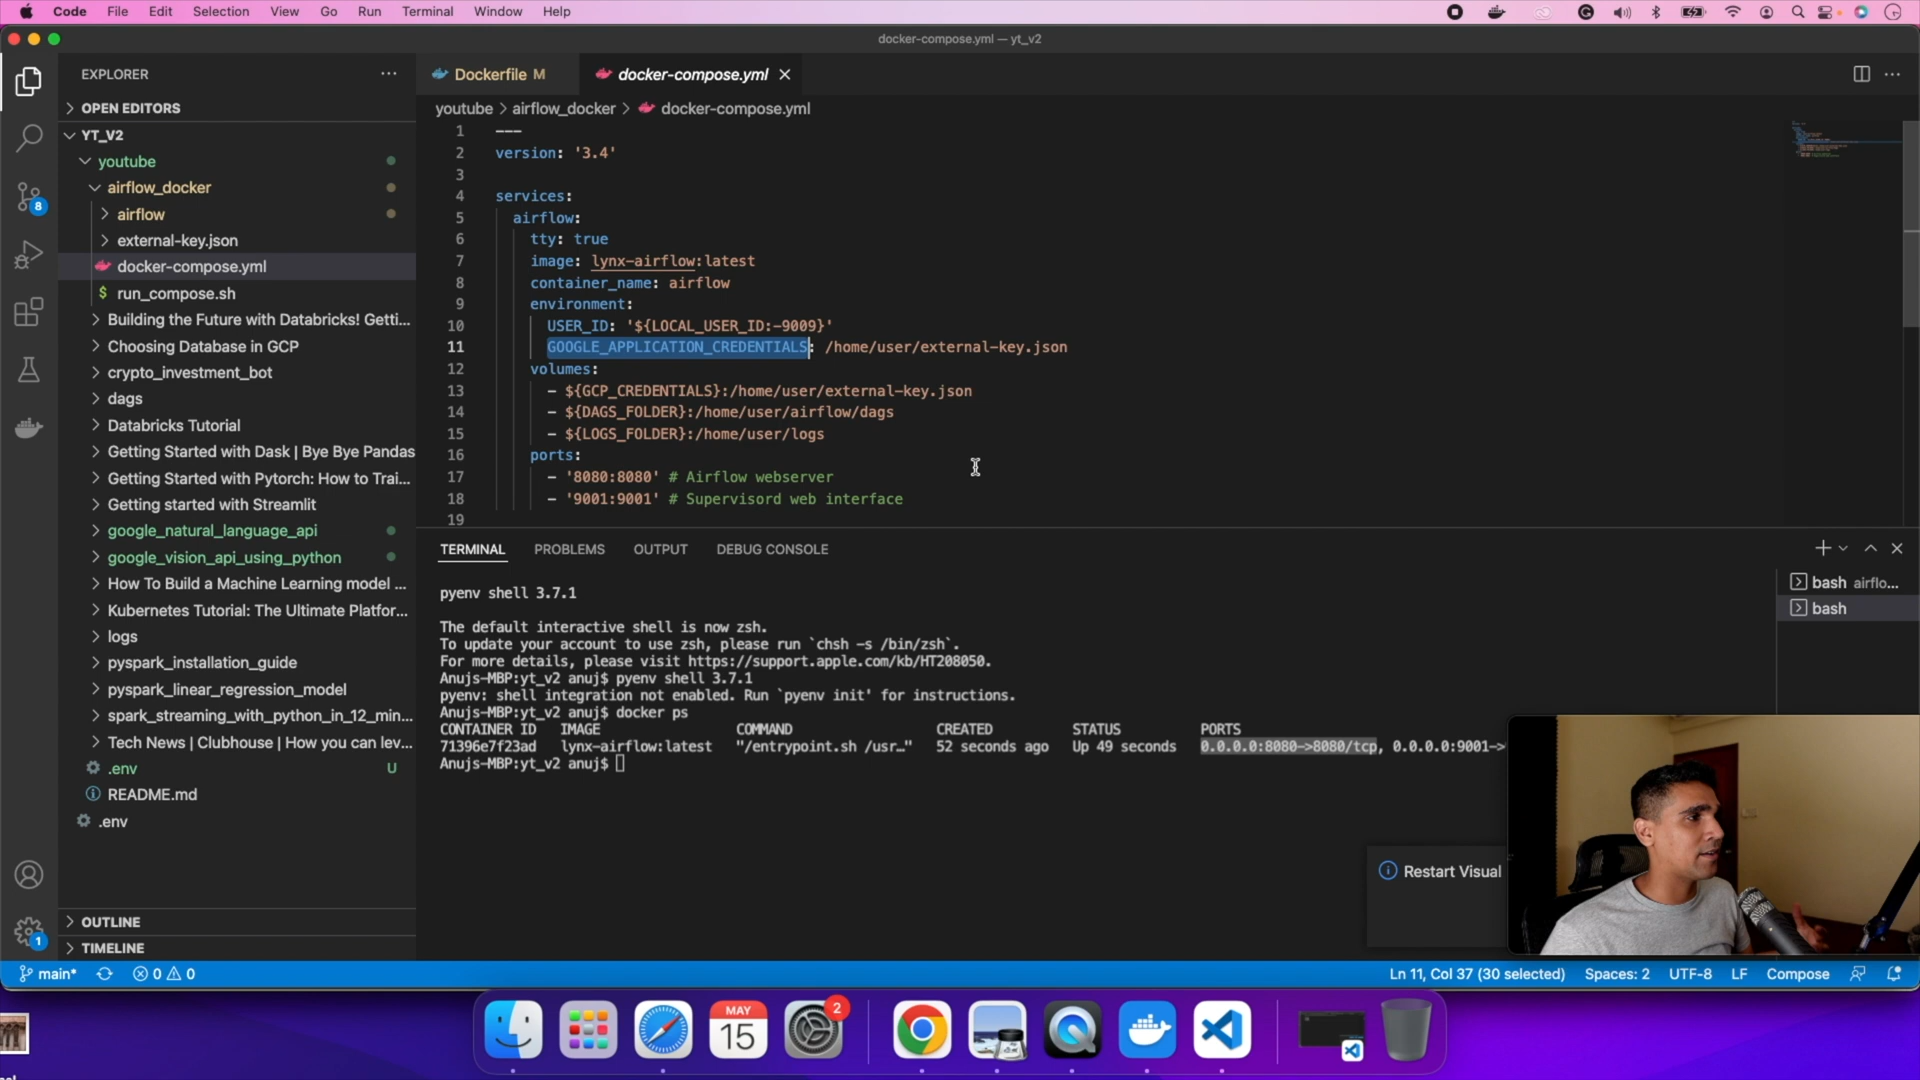 Code File Edit Selection View Go Run Terminal Window Help
docker-compose.yml — yt_v2
EXPLORER
OPEN EDITORS
YT_V2
youtube
airflow_docker
airflow
external-key.json
docker-compose.yml
$ run_compose.sh
Building the Future with Databricks! Getti...
Choosing Database in GCP
crypto_investment_bot
dags
Databricks Tutorial
Getting Started with Dask | Bye Bye Pandas
Getting Started with Pytorch: How to Trai...
Getting started with Streamlit
google_natural_language_api
google_vision_api_using_python
How To Build a Machine Learning model ...
Kubernetes Tutorial: The Ultimate Platfor...
logs
pyspark_installation_guide
pyspark_linear_regression_model
spark_streaming_with_python_in_12_min...
Tech News | Clubhouse | How you can lev...
.env U
README.md
.env
OUTLINE
TIMELINE
8
1
Dockerfile M
docker-compose.yml
youtube > airflow_docker > docker-compose.yml
1 ---
2 version: '3.4'
3
4 services:
5 airflow:
6 tty: true
7 image: lynx-airflow:latest
8 container_name: airflow
9 environment:
10 USER_ID: '${LOCAL_USER_ID:-9009}'
11 GOOGLE_APPLICATION_CREDENTIALS: /home/user/external-key.json
12 volumes:
13 - ${GCP_CREDENTIALS}:/home/user/external-key.json
14 - ${DAGS_FOLDER}:/home/user/airflow/dags
15 - ${LOGS_FOLDER}:/home/user/logs
16 ports:
17 - '8080:8080' # Airflow webserver
18 - '9001:9001' # Supervisord web interface
19
TERMINAL PROBLEMS OUTPUT DEBUG CONSOLE
bash airflo...
bash
pyenv shell 3.7.1
The default interactive shell is now zsh.
To update your account to use zsh, please run `chsh -s /bin/zsh`.
For more details, please visit https://support.apple.com/kb/HT208050.
Anujs-MBP:yt_v2 anuj$ pyenv shell 3.7.1
pyenv: shell integration not enabled. Run `pyenv init' for instructions.
Anujs-MBP:yt_v2 anuj$ docker ps
CONTAINER ID IMAGE COMMAND CREATED STATUS PORTS
71396e7f23ad lynx-airflow:latest "/entrypoint.sh /usr…" 52 seconds ago Up 49 seconds 0.0.0.0:8080->8080/tcp, 0.0.0.0:9001->
Anujs-MBP:yt_v2 anuj$
Restart Visual
main* 0 0
Ln 11, Col 37 (30 selected) Spaces: 2 UTF-8 LF Compose
MAY
15
2